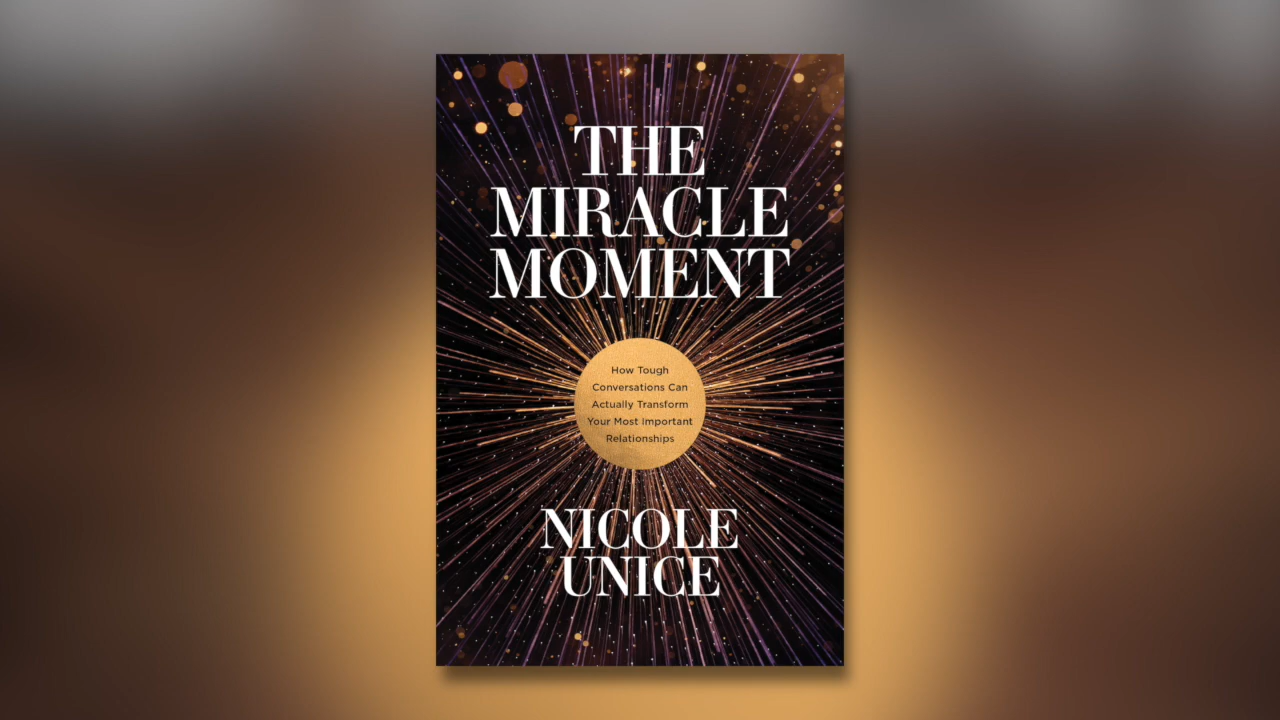 THE
MIRACLE
MOMENT
How Tough
Conversations Can
Actually Transform
Your Most Important
Relationships
NICOLE
UNICE